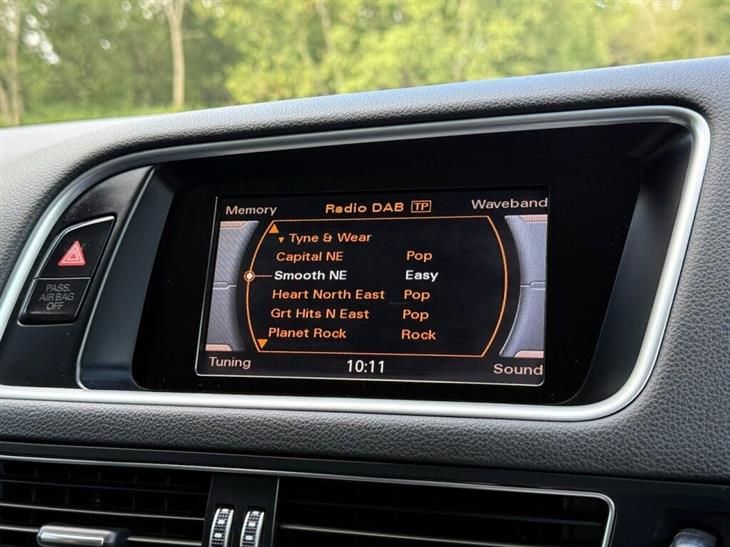 Memory Radio DAB TP Waveband
Tyne & Wear
Capital NE Pop
Smooth NE Easy
Heart North East Pop
Grt Hits N East Pop
Planet Rock Rock
Tuning 10:11 Sound
PASS.
AIR BAG
OFF